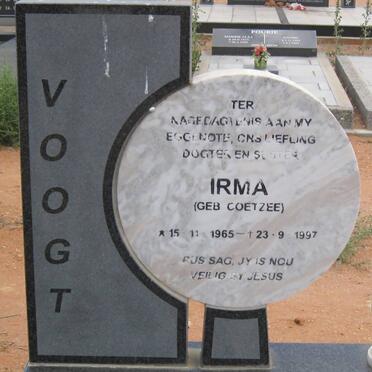 VOOGT
TER
NAGEDAGTENIS AAN MY
EGGENOTE, ONS LIEFLING
DOGTER EN SUSTER
IRMA
(GEB COETZEE)
* 15 - 11 - 1965 - † 23 - 9 - 1997
RUS SAG, JY IS NOU
VEILIG BY JESUS
FOURIE